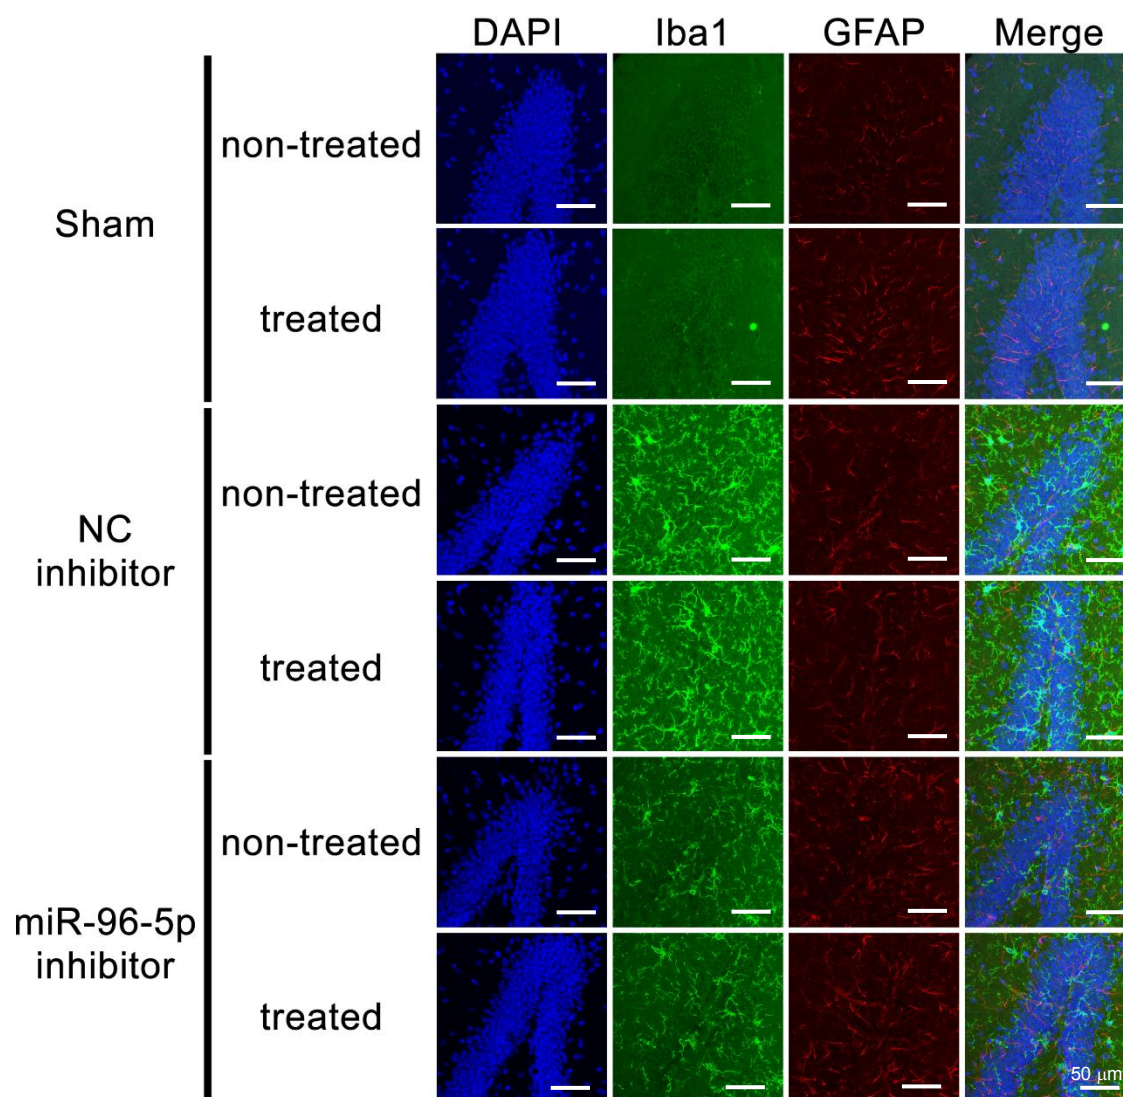 DAPI Iba1 GFAP Merge
Sham
non-treated
treated
NC
inhibitor
non-treated
treated
miR-96-5p
inhibitor
non-treated
treated
50 μm